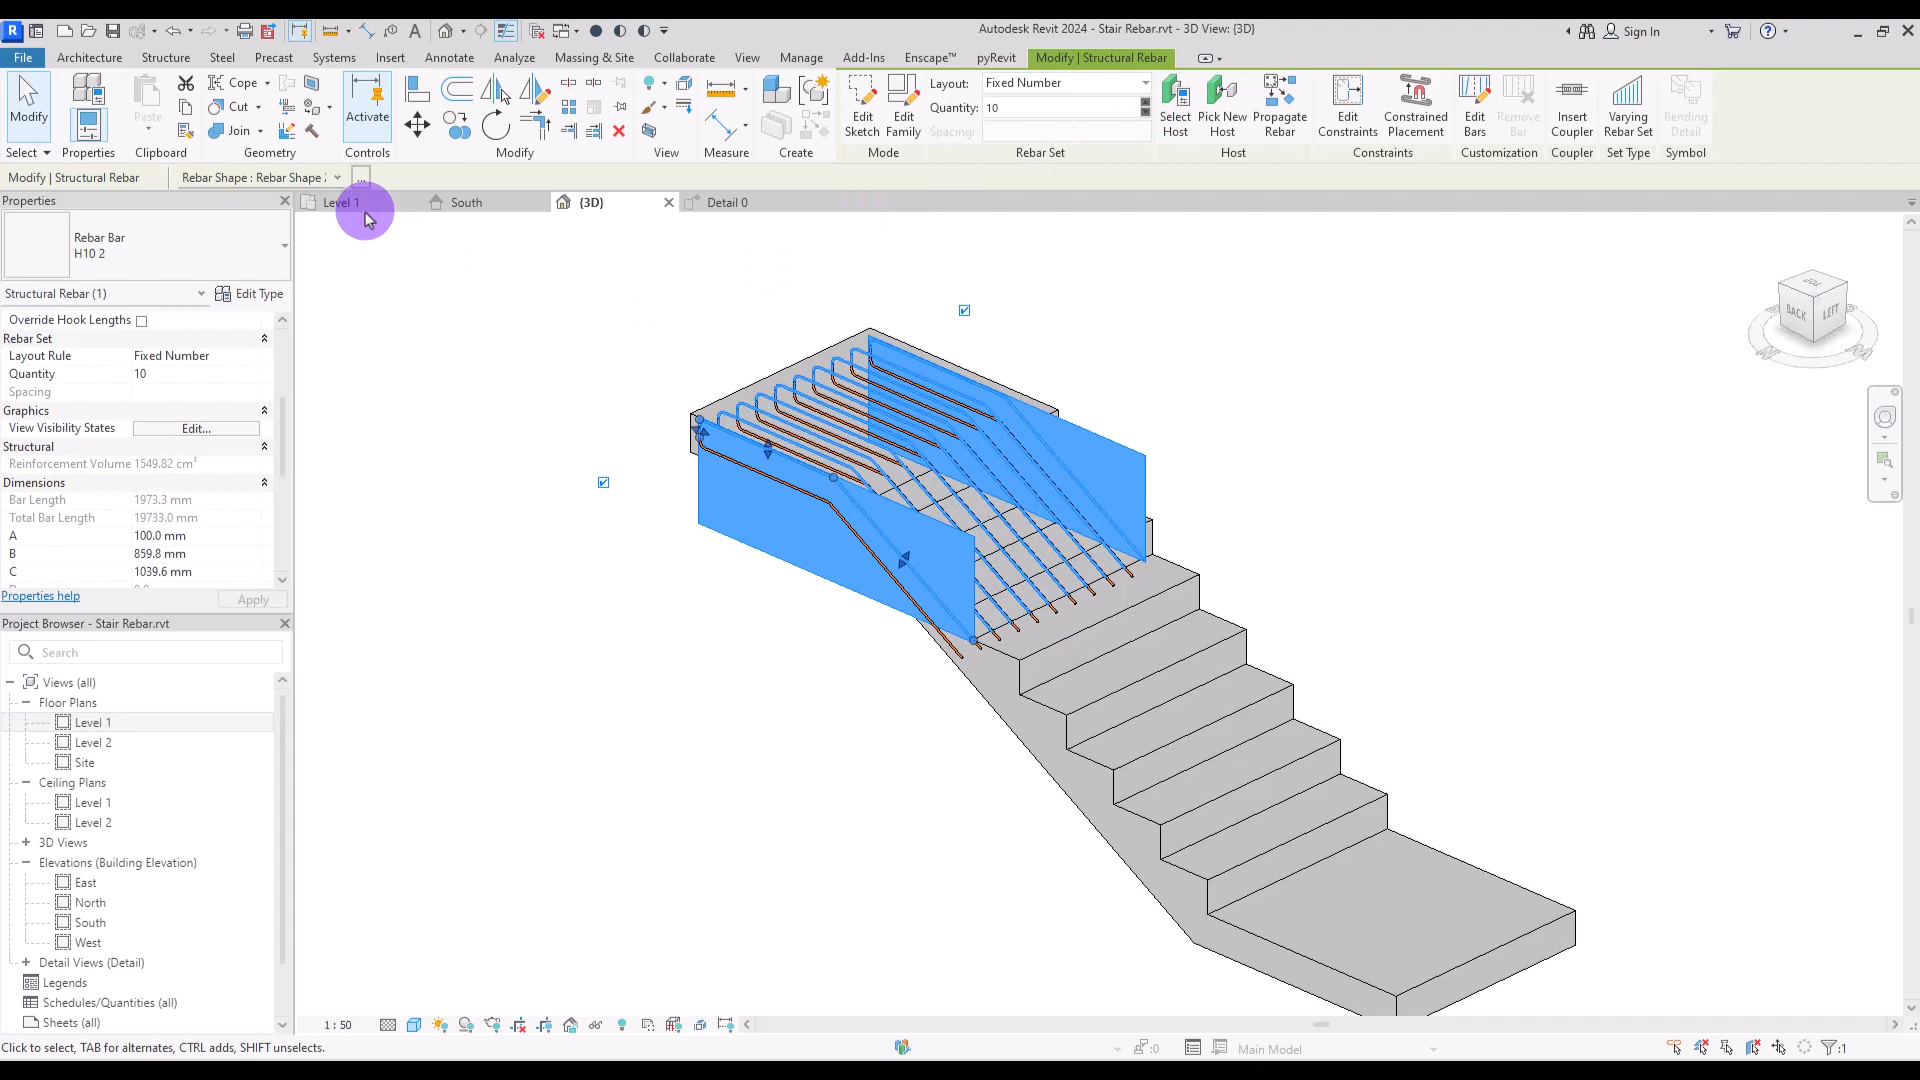 Autodesk Revit 2024 - Stair Rebar.rvt - 3D View: {3D}
Sign In
File Architecture Structure Steel Precast Systems Insert Annotate Analyze Massing & Site Collaborate View Manage Add-Ins Enscape™ pyRevit Modify | Structural Rebar
Modify
Paste
Cope
Cut
Join
Activate
Edit Sketch
Edit Family
Layout: Fixed Number
Quantity: 10
Spacing:
Select Host
Pick New Host
Propagate Rebar
Edit Constraints
Constrained Placement
Edit Bars
Remove Bar
Insert Coupler
Varying Rebar Set
Bending Detail
Select Properties Clipboard Geometry Controls Modify View Measure Create Mode Rebar Set Host Constraints Customization Coupler Set Type Symbol
Modify | Structural Rebar Rebar Shape : Rebar Shape
Properties
Level 1 South {3D} Detail 0
Rebar Bar
H10 2
Structural Rebar (1) Edit Type
Override Hook Lengths
Rebar Set
Layout Rule Fixed Number
Quantity 10
Spacing
Graphics
View Visibility States Edit...
Structural
Reinforcement Volume 1549.82 cm³
Dimensions
Bar Length 1973.3 mm
Total Bar Length 19733.0 mm
A 100.0 mm
B 859.8 mm
C 1039.6 mm
Properties help Apply
Project Browser - Stair Rebar.rvt
Search
Views (all)
Floor Plans
Level 1
Level 2
Site
Ceiling Plans
Level 1
Level 2
3D Views
Elevations (Building Elevation)
East
North
South
West
Detail Views (Detail)
Legends
Schedules/Quantities (all)
Sheets (all)
BACK LEFT
1 : 50
Click to select, TAB for alternates, CTRL adds, SHIFT unselects.
:0
Main Model
:1